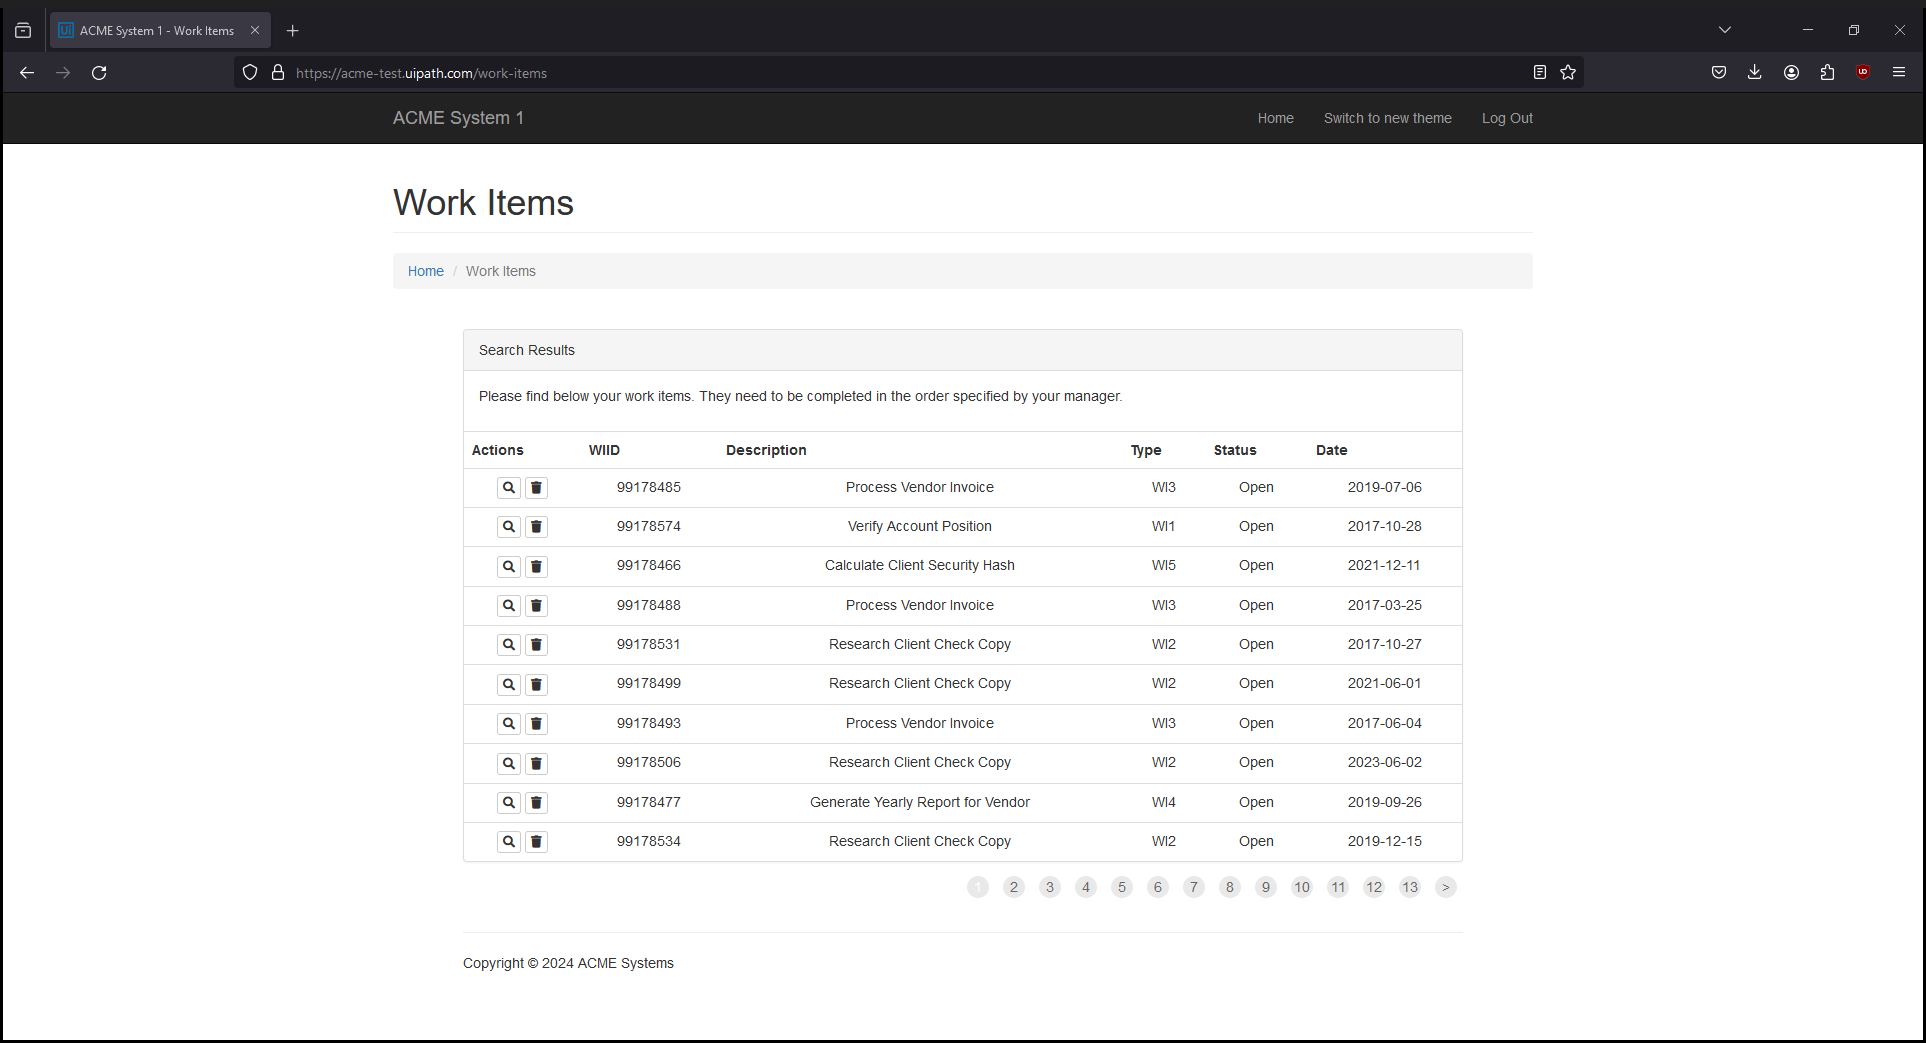 ACME System 1 - Work Items
https://acme-test.uipath.com/work-items
ACME System 1 Home Switch to new theme Log Out
Work Items
Home / Work Items
Search Results
Please find below your work items. They need to be completed in the order specified by your manager.
Actions WIID Description Type Status Date
99178485 Process Vendor Invoice WI3 Open 2019-07-06
99178574 Verify Account Position WI1 Open 2017-10-28
99178466 Calculate Client Security Hash WI5 Open 2021-12-11
99178488 Process Vendor Invoice WI3 Open 2017-03-25
99178531 Research Client Check Copy WI2 Open 2017-10-27
99178499 Research Client Check Copy WI2 Open 2021-06-01
99178493 Process Vendor Invoice WI3 Open 2017-06-04
99178506 Research Client Check Copy WI2 Open 2023-06-02
99178477 Generate Yearly Report for Vendor WI4 Open 2019-09-26
99178534 Research Client Check Copy WI2 Open 2019-12-15
1 2 3 4 5 6 7 8 9 10 11 12 13 >
Copyright © 2024 ACME Systems